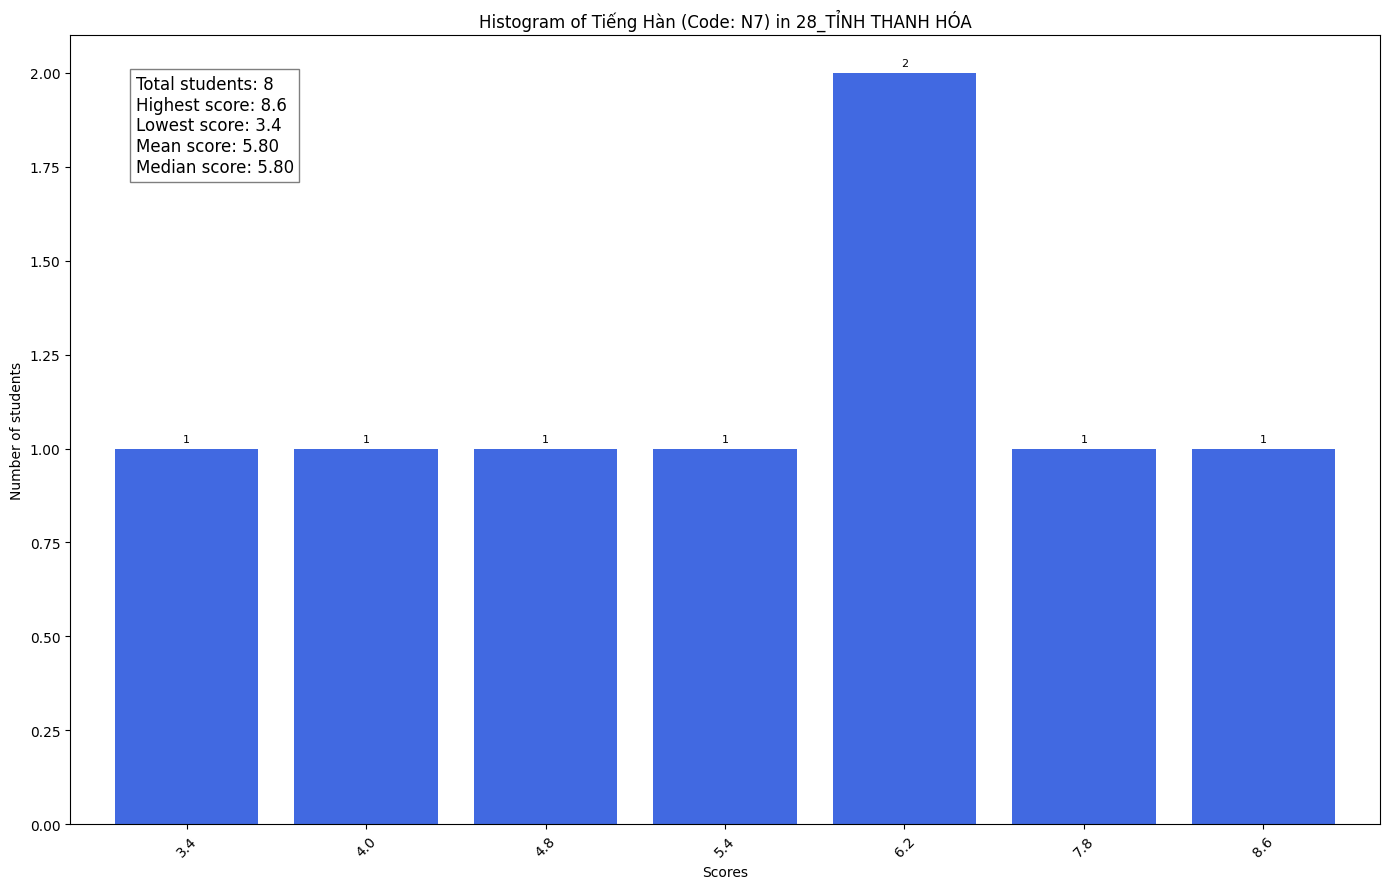 Histogram of Tiếng Hàn (Code: N7) in 28_TỈNH THANH HÓA
Total students: 8
Highest score: 8.6
Lowest score: 3.4
Mean score: 5.80
Median score: 5.80
Number of students
2.00
1.75
1.50
1.25
1.00
0.75
0.50
0.25
0.00
1
1
1
1
2
1
1
3.4
4.0
4.8
5.4
6.2
7.8
8.6
Scores